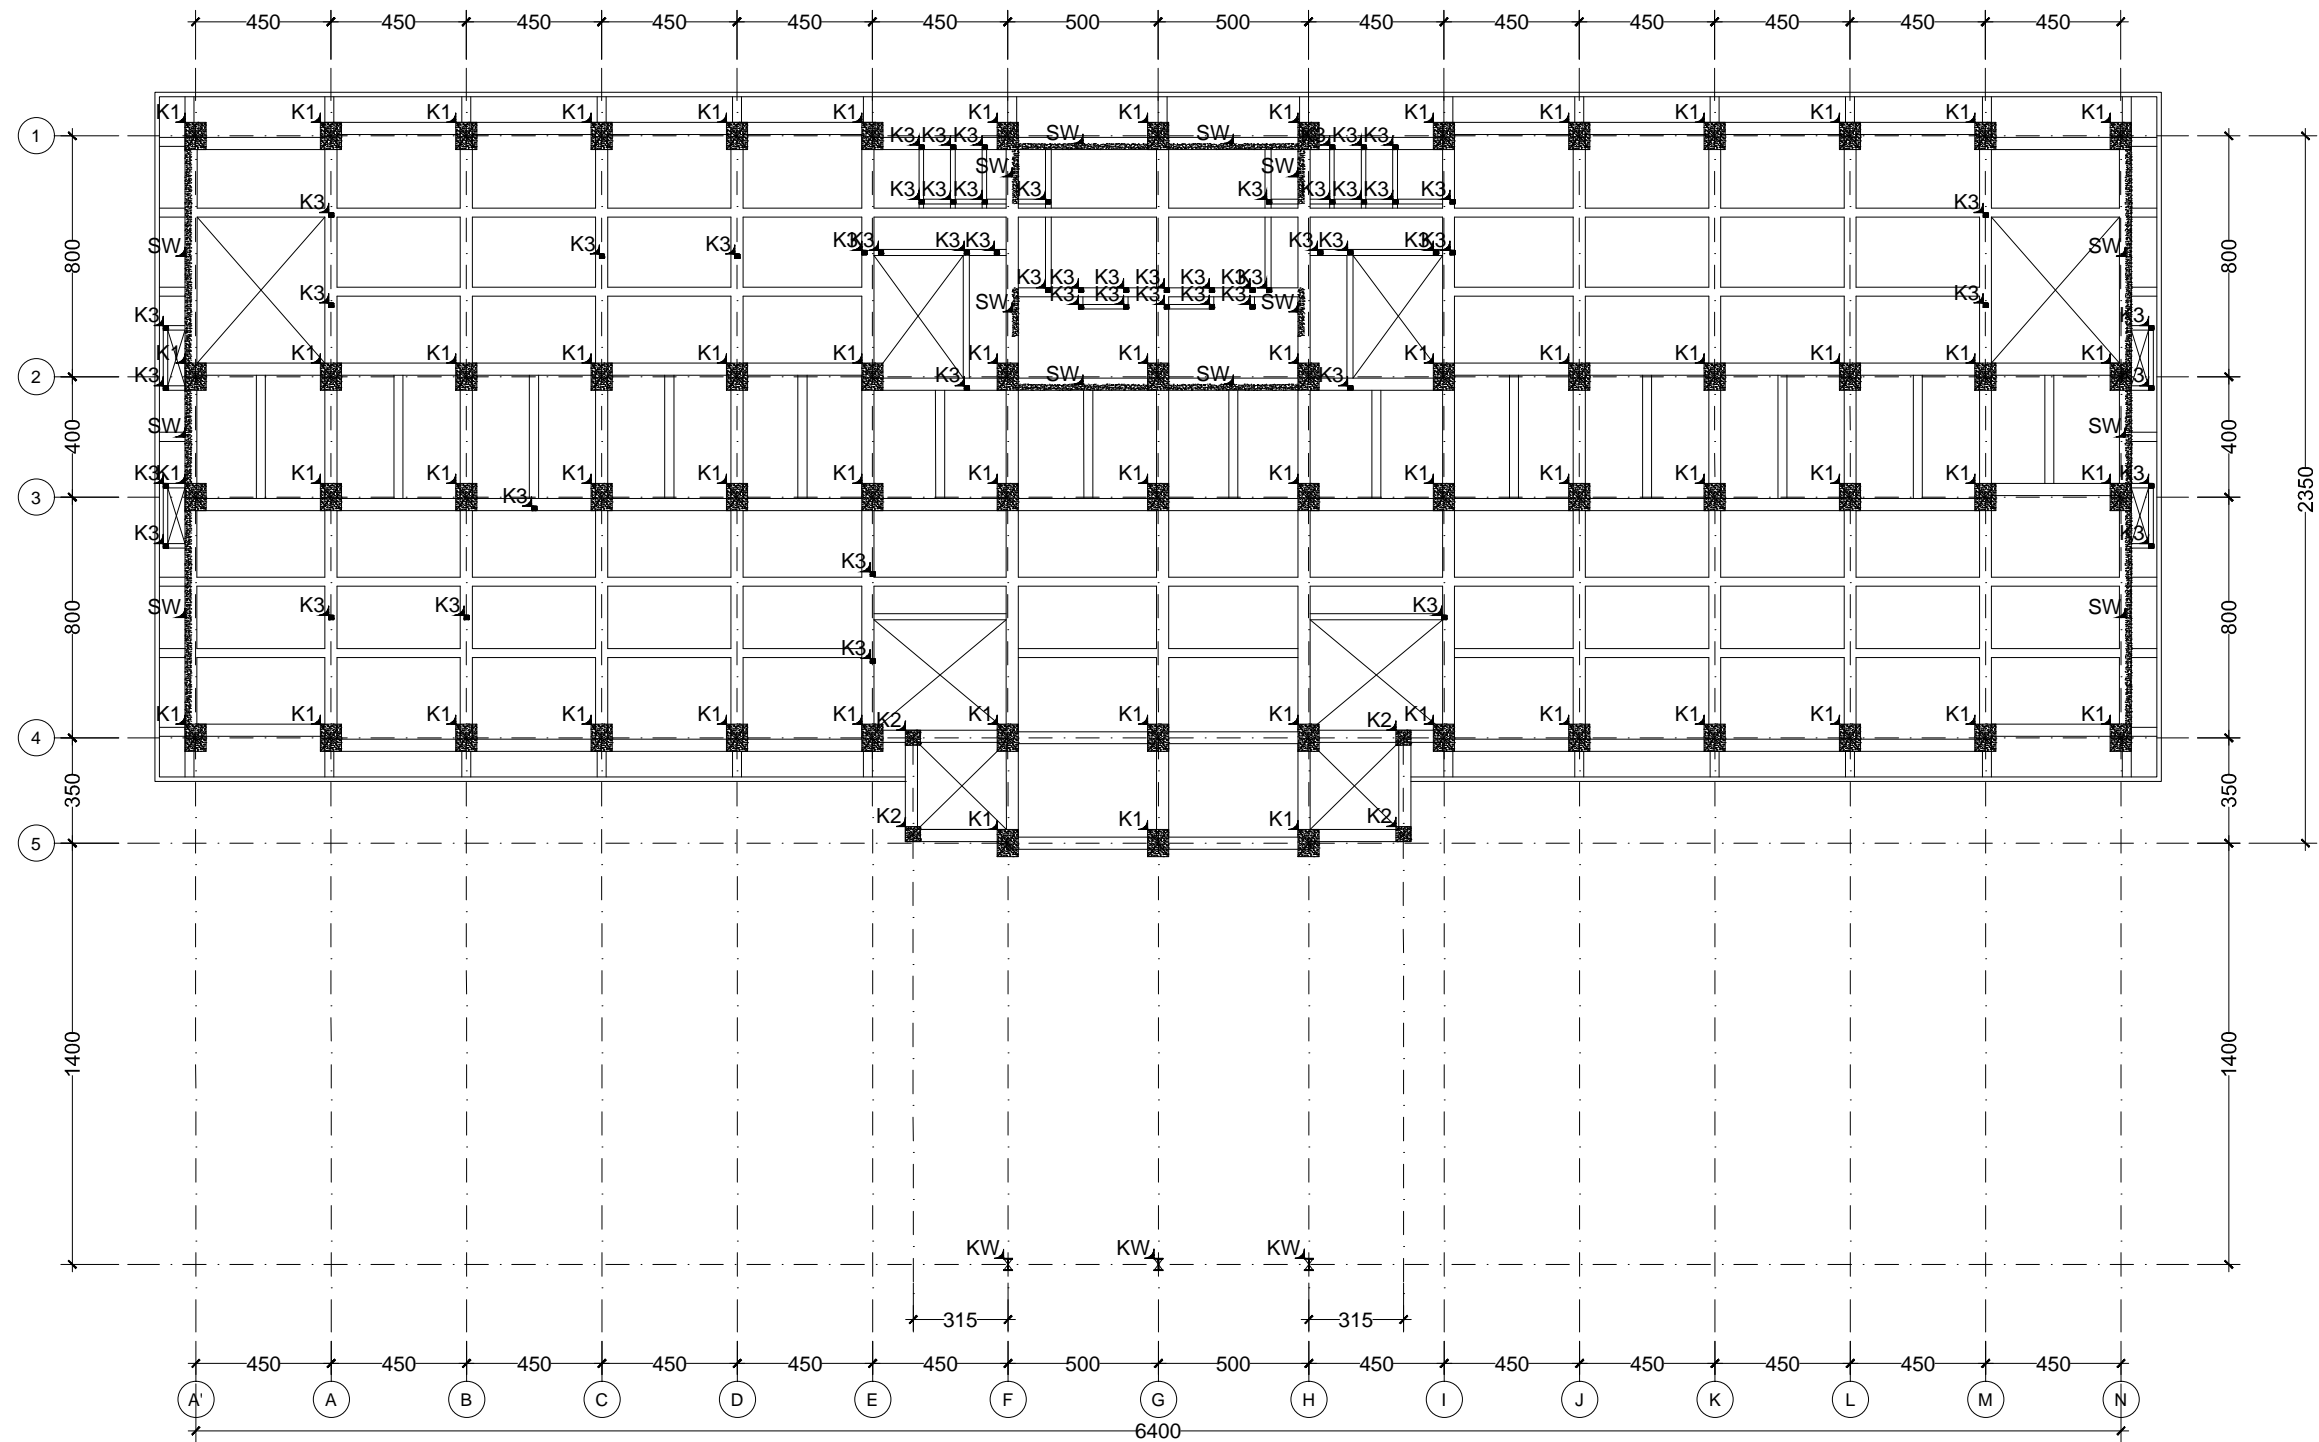 450 450 450 450 450 450 500 500 450 450 450 450 450 450
K1 K1 K1 K1 K1 K1 K1 K1 K1 K1 K1 K1 K1 K1 K1
1
K3 K3 K3 SW SW K3 K3 K3
SW SW
K3 K3 K3 K3 K3 K3 K3 K3 K3
K3 K3
800 SW K3 K3 K3 K3 K3 K3 K3 K3 K3 K3 SW 800
K3 K3 K3 K3 K3 K3 K3 K3 K3
K3 SW K3 K3 K3 K3 K3 SW K3
K3 K3
K1 K1 K1 K1 K1 K1 K1 K1 K1 K1 K1 K1 K1 K1 K1
2 K3 K3 SW SW K3 K3
400 SW SW 400
K3 K1 K1 K1 K1 K1 K1 K1 K1 K1 K1 K1 K1 K1 K1 K1 K3
3 K3 2350
K3 K3
K3
800 SW K3 K3 K3 SW 800
K3
K1 K1 K1 K1 K1 K1 K2 K1 K1 K1 K2 K1 K1 K1 K1 K1 K1
4
350 350
K2 K1 K1 K1 K2
5
1400 1400
KW KW KW
315 315
450 450 450 450 450 450 500 500 450 450 450 450 450 450
A' A B C D E F G H I J K L M N
6400